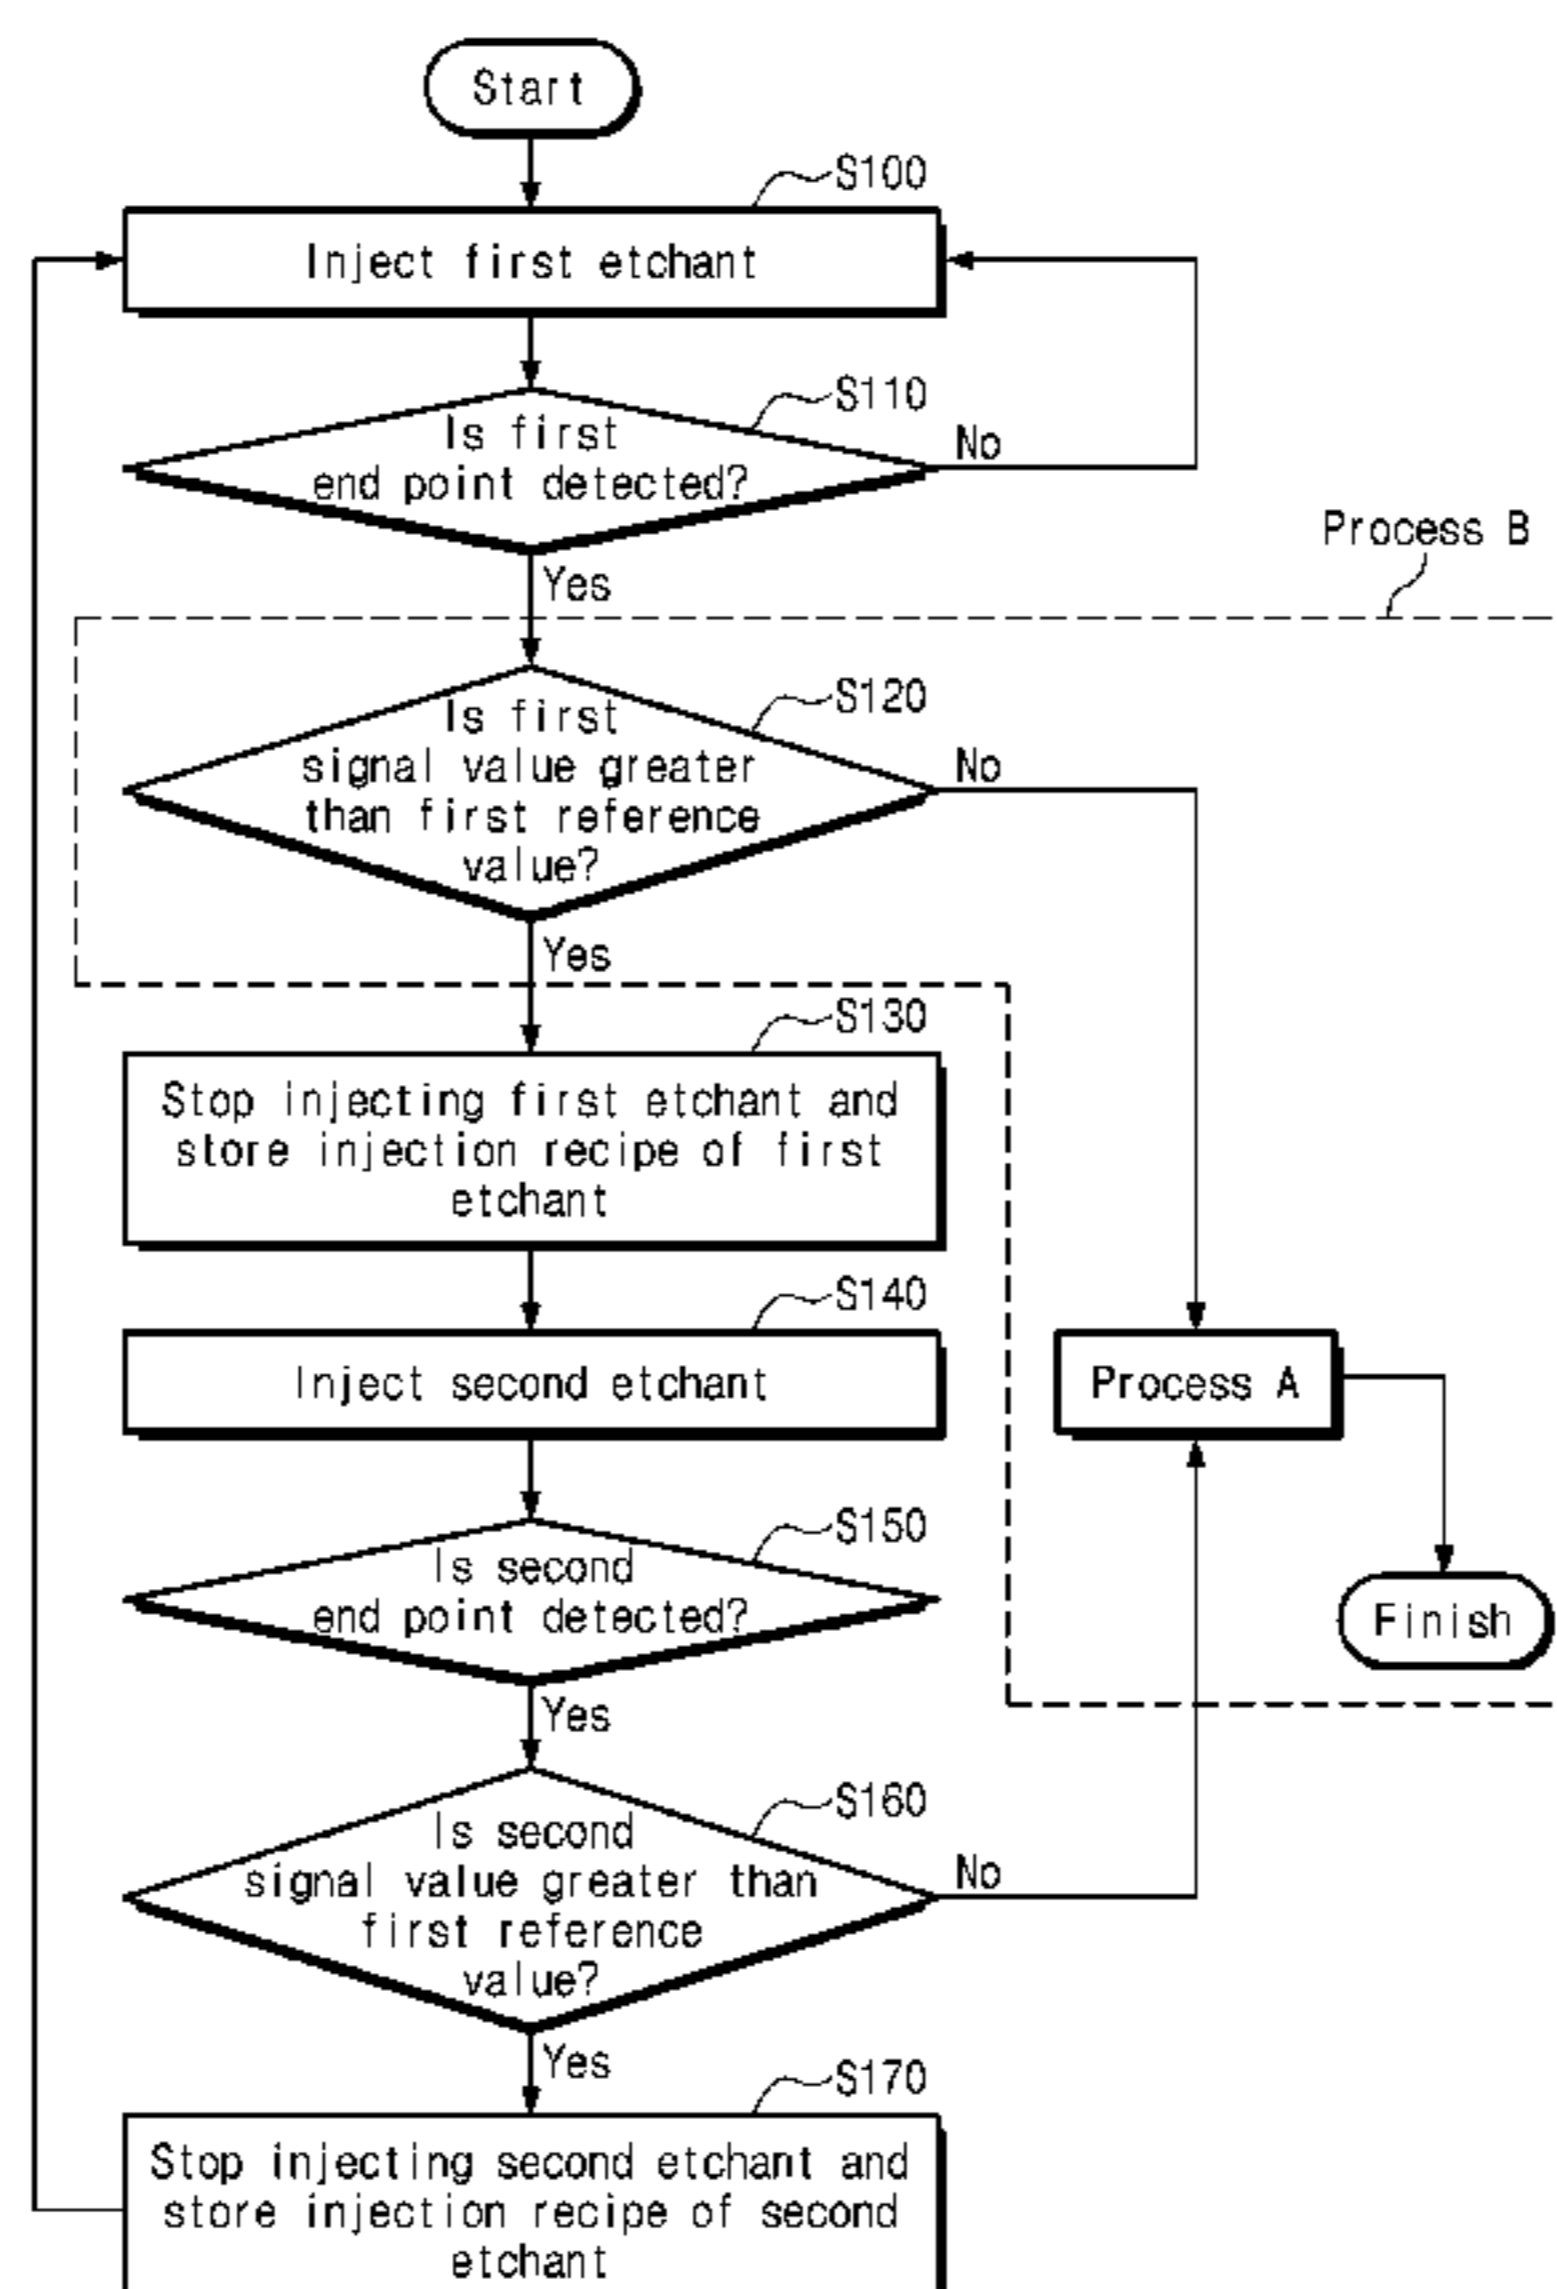 Start
S100
Inject first etchant
S110
Is first
end point detected?
No
Yes
Process B
S120
Is first
signal value greater
than first reference
value?
No
Yes
S130
Stop injecting first etchant and
store injection recipe of first
etchant
S140
Inject second etchant
Process A
S150
Is second
end point detected?
Finish
Yes
S160
Is second
signal value greater than
first reference
value?
No
Yes
S170
Stop injecting second etchant and
store injection recipe of second
etchant